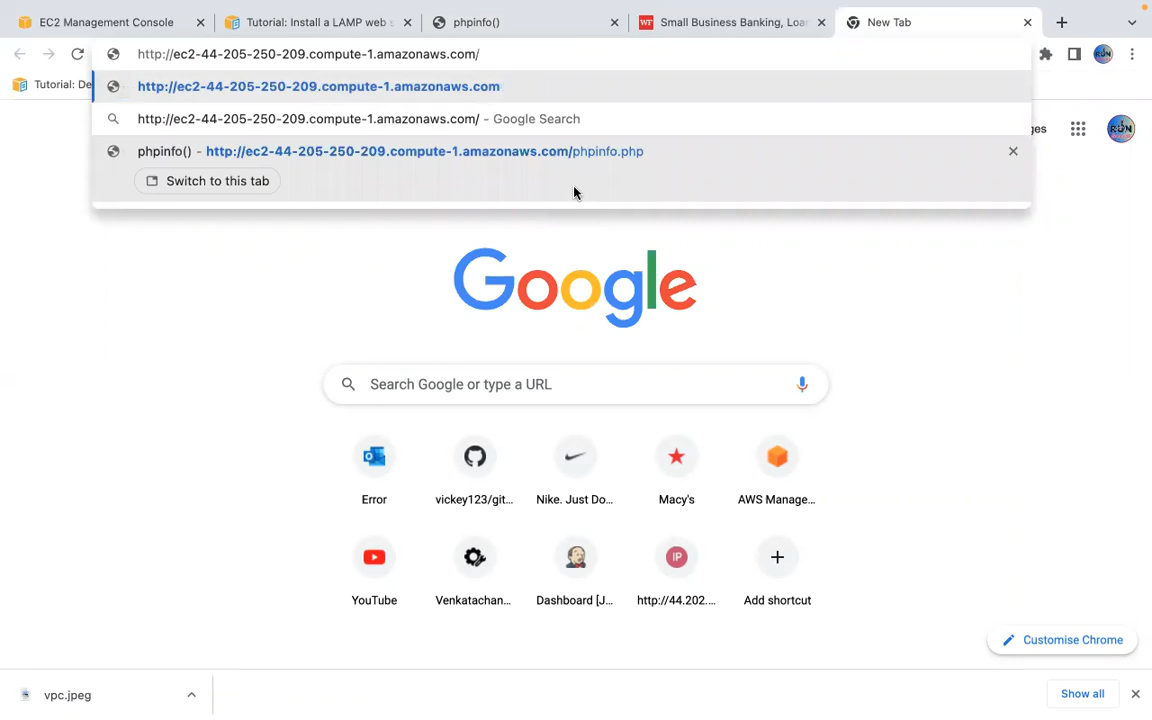 EC2 Management Console
Tutorial: Install a LAMP web s
phpinfo()
Small Business Banking, Loa
New Tab
http://ec2-44-205-250-209.compute-1.amazonaws.com/
Tutorial: De
http://ec2-44-205-250-209.compute-1.amazonaws.com
http://ec2-44-205-250-209.compute-1.amazonaws.com/ - Google Search
ges
phpinfo() - http://ec2-44-205-250-209.compute-1.amazonaws.com/phpinfo.php
Switch to this tab
Google
Search Google or type a URL
Error
vickey123/git...
Nike. Just Do...
Macy's
AWS Manage...
IP
YouTube
Venkatachan...
Dashboard [J...
http://44.202....
Add shortcut
Customise Chrome
vpc.jpeg
Show all